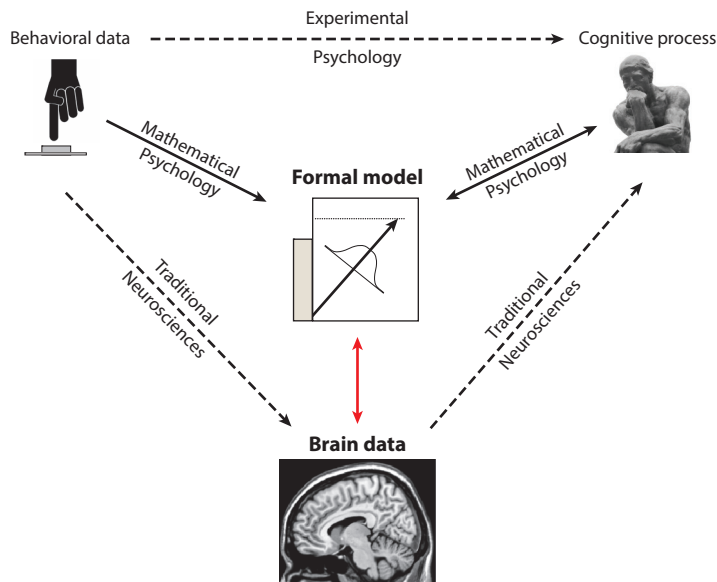 Experimental
Psychology
Behavioral data
Cognitive process
Mathematical
Psychology
Formal model
Mathematical
Psychology
Traditional
Neurosciences
Traditional
Neurosciences
Brain data